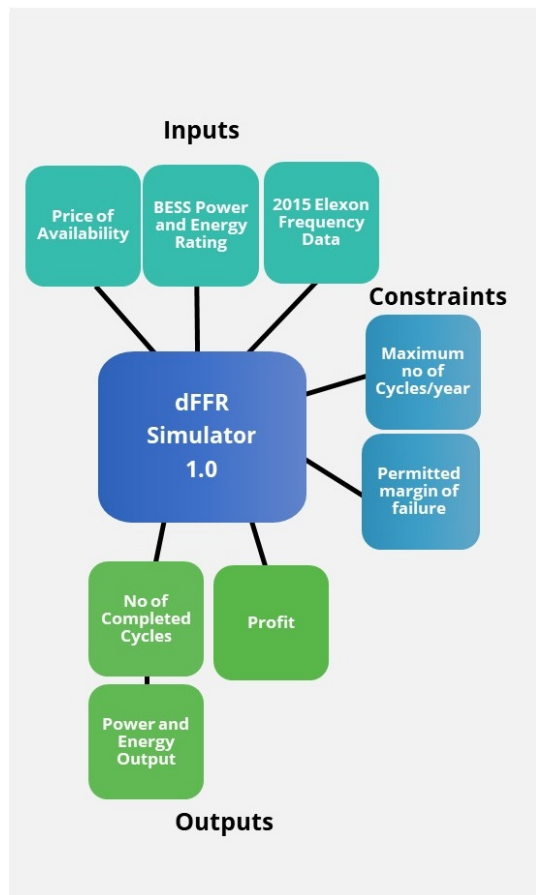 Inputs
Price of
Availability
BESS Power
and Energy
Rating
2015 Elexon
Frequency
Data
Constraints
Maximum
no of
Cycles/year
dFFR
Simulator
1.0
Permitted
margin of
failure
No of
Completed
Cycles
Profit
Power and
Energy
Output
Outputs